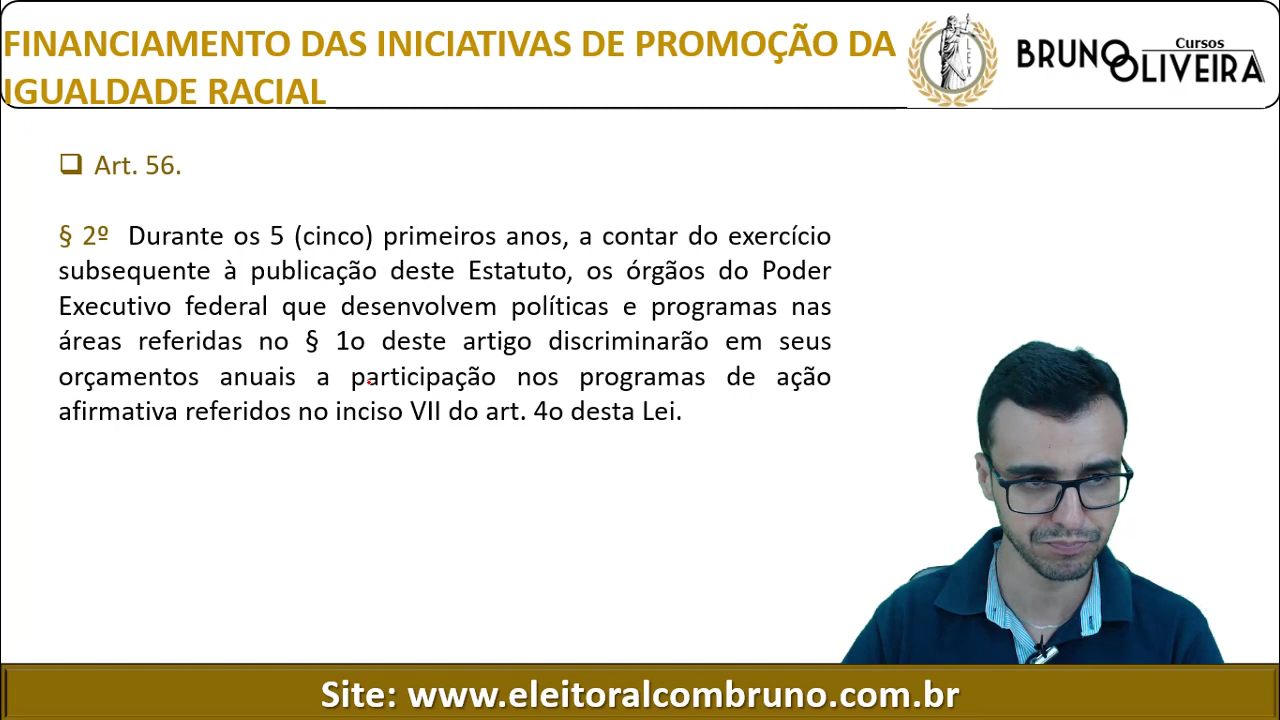 FINANCIAMENTO DAS INICIATIVAS DE PROMOÇÃO DA
IGUALDADE RACIAL
LEX
BRUNO
Cursos
OLIVEIRA
Art. 56.
§ 2º Durante os 5 (cinco) primeiros anos, a contar do exercício
subsequente à publicação deste Estatuto, os órgãos do Poder
Executivo federal que desenvolvem políticas e programas nas
áreas referidas no § 1o deste artigo discriminarão em seus
orçamentos anuais a participação nos programas de ação
afirmativa referidos no inciso VII do art. 4o desta Lei.
Site: www.eleitoralcombruno.com.br